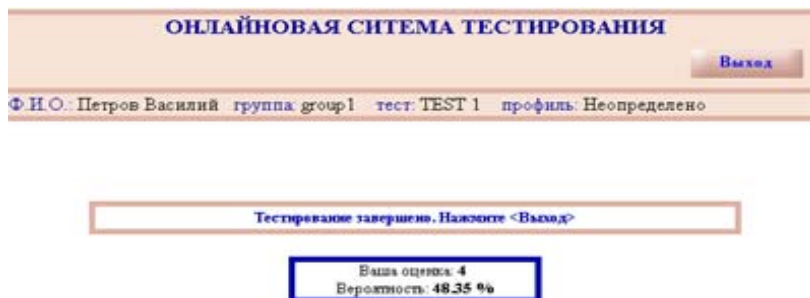 ОНЛАЙНОВАЯ СИТЕМА ТЕСТИРОВАНИЯ
Выход
Ф.И.О.: Петров Василий группа: group1 тест: TEST 1 профиль: Неопределено
Тестирование завершено. Нажмите <Выход>
Ваша оценка: 4
Вероятность: 48.35 %